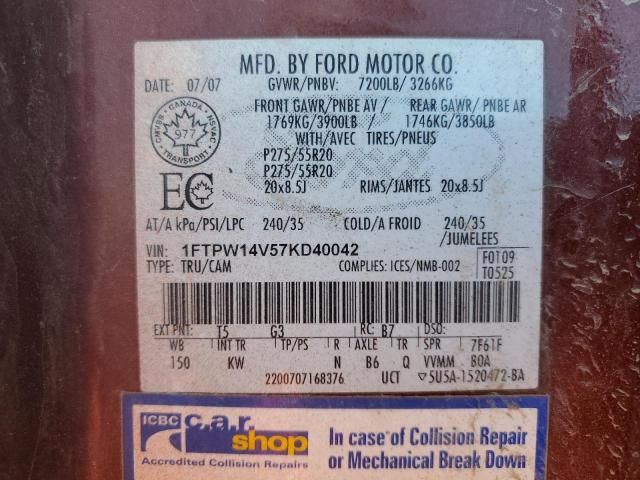 MFD. BY FORD MOTOR CO.
DATE: 07/07 GVWR/PNBV: 7200LB/ 3266KG
FRONT GAWR/PNBE AV / REAR GAWR/ PNBE AR
1769KG/3900LB 1746KG/3850LB
WITH/AVEC TIRES/PNEUS
P275/55R20
P275/55R20
20x8.5J RIMS/JANTES 20x8.5J
CANADA
977
TRANSPORT
EC
AT/A kPa/PSI/LPC 240/35 COLD/A FROID 240/35
/JUMELEES
VIN: 1FTPW14V57KD40042
TYPE: TRU/CAM COMPLIES: ICES/NMB-002
F0109
T0525
EXT PNT: T5 G3 RC: B7 DSO:
WB INT TR TP/PS R AXLE TR SPR 7F61F
150 KW N B6 Q VVMM 80A
2200707168376 UCT ▽5U5A-1520472-BA
ICBC c.a.r. shop
Accredited Collision Repairs
In case of Collision Repair
or Mechanical Break Down